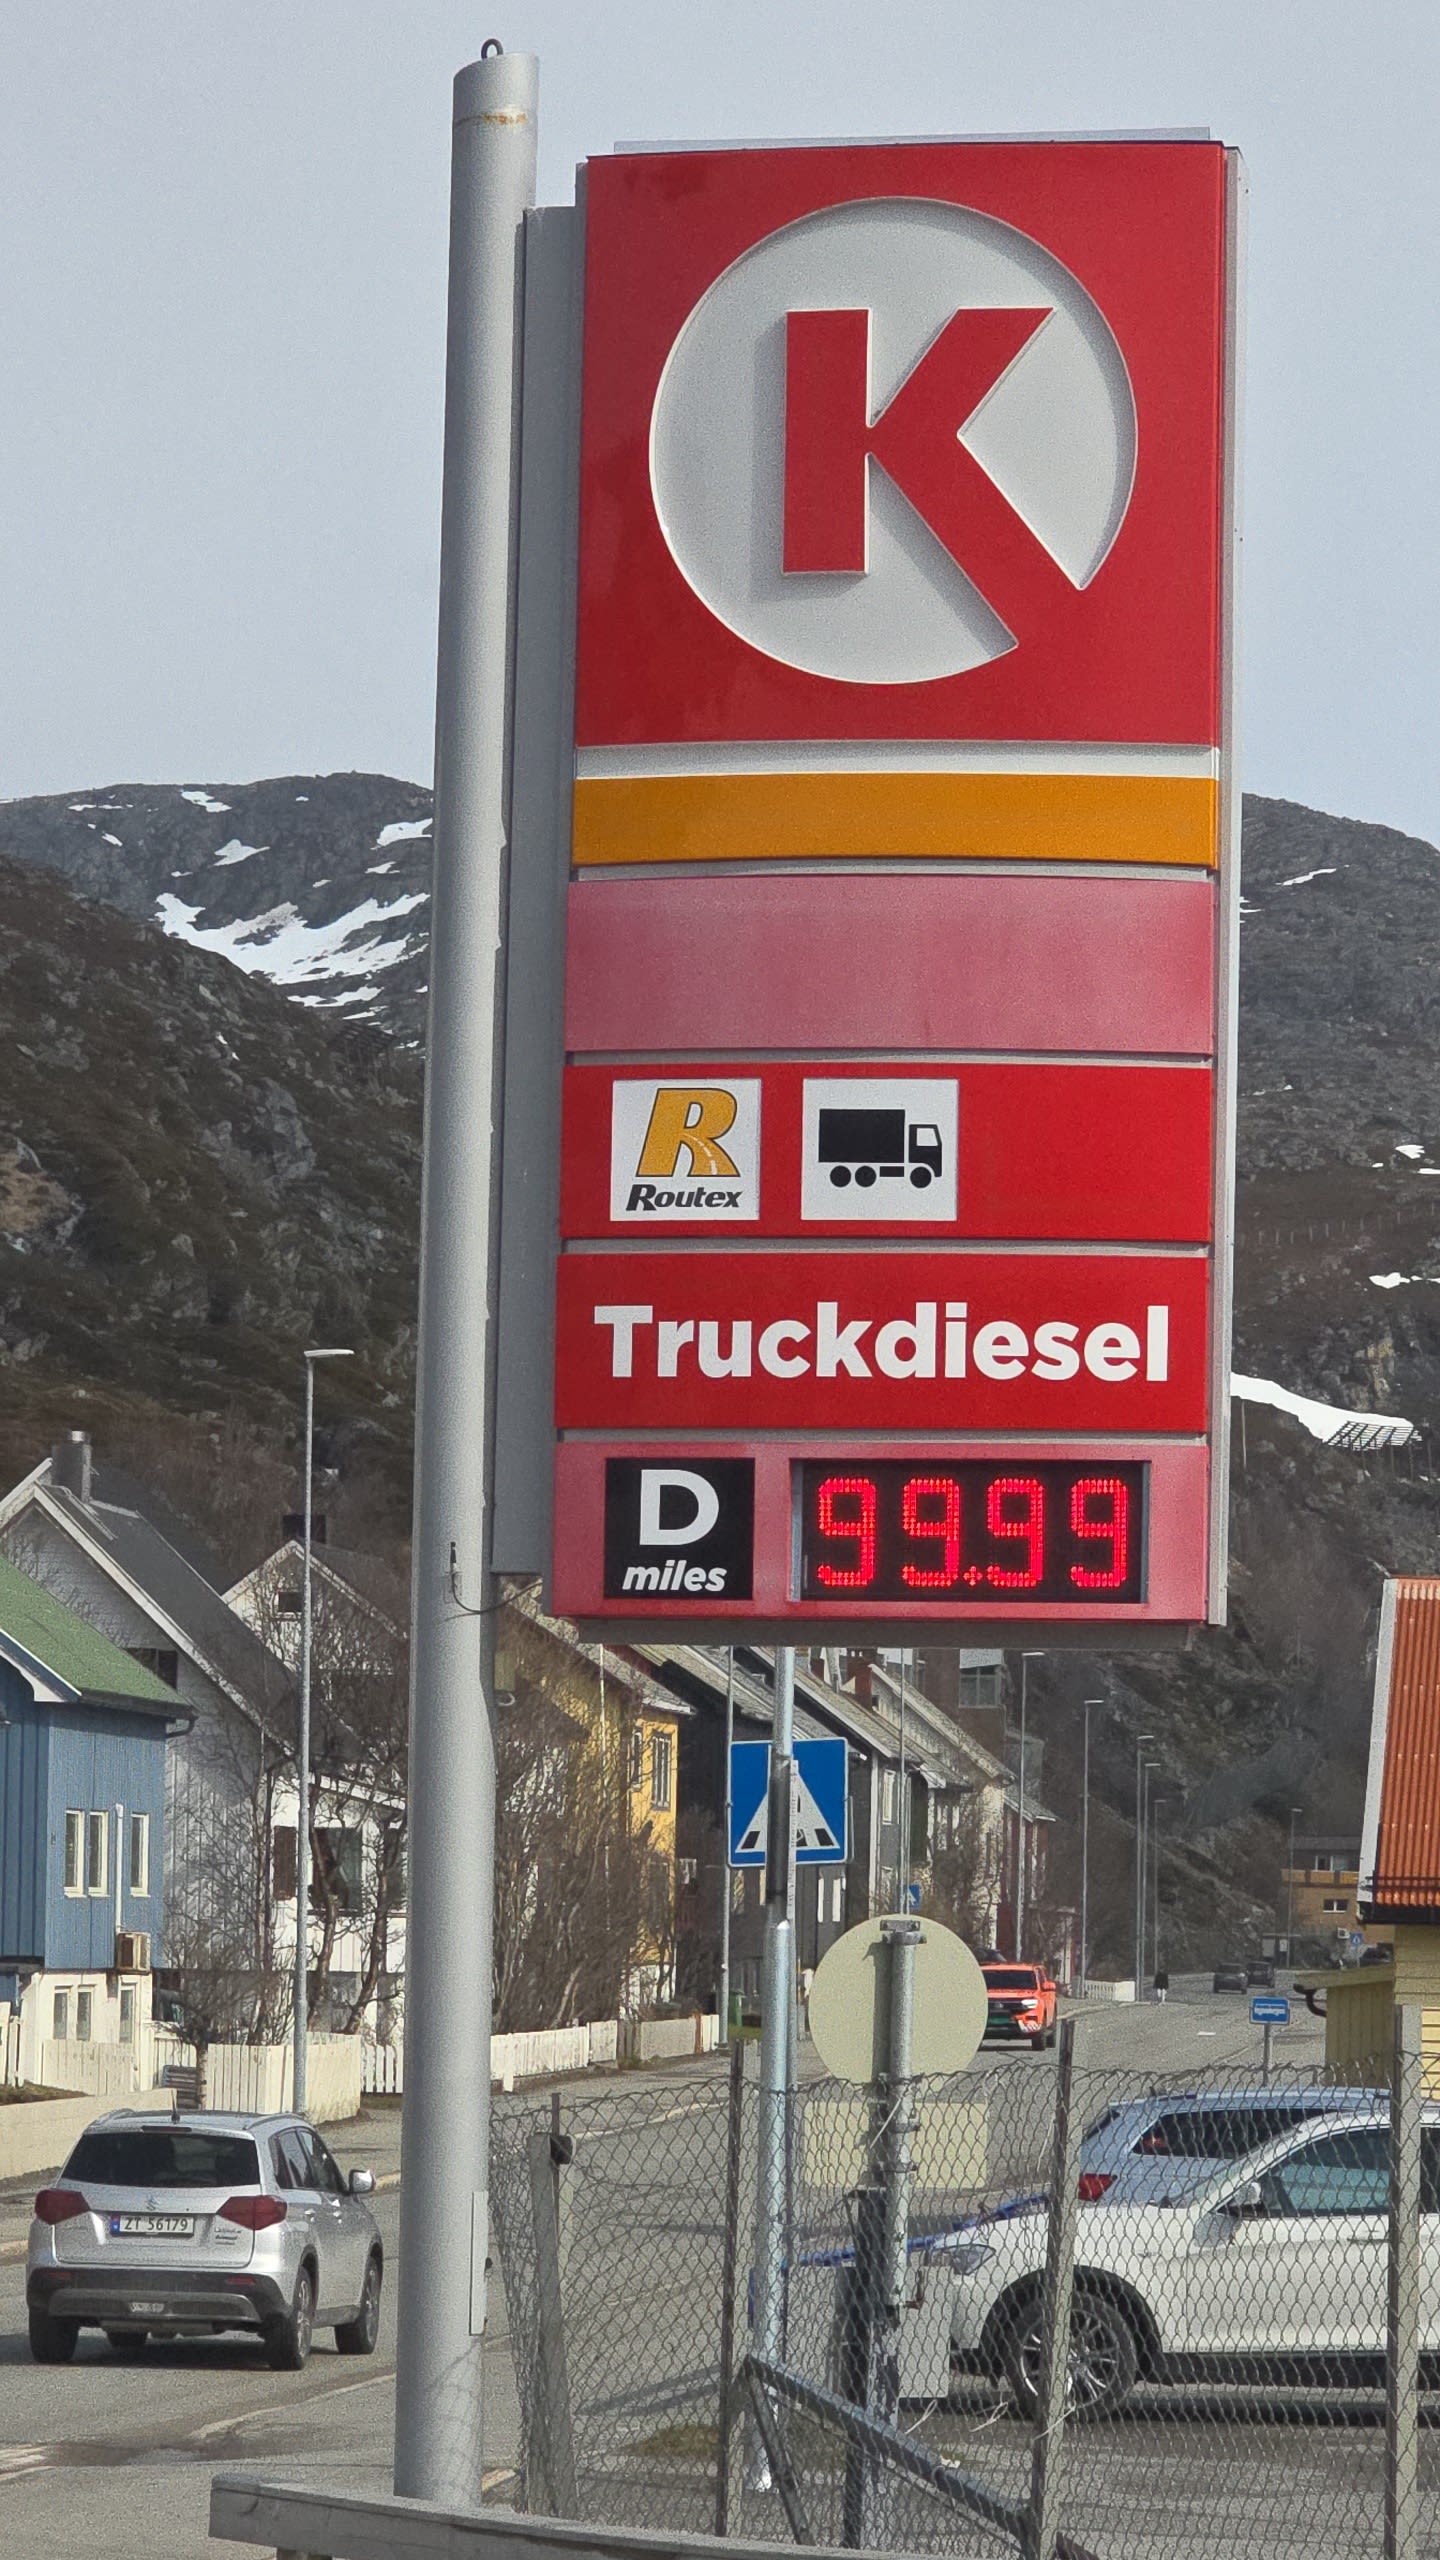 K
R
Routex
Truckdiesel
D
miles
99.99
ZT 56179